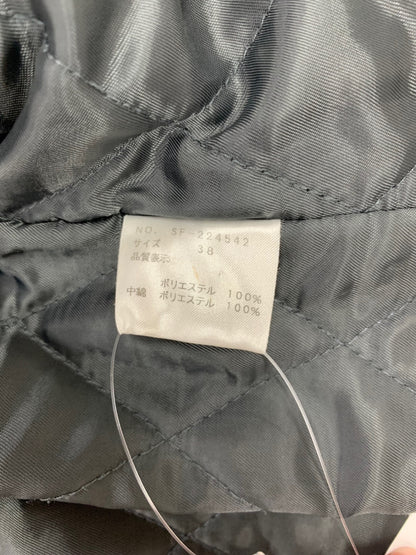 NO. SF-224542
サイズ 38
品質表示
ポリエステル 100%
中綿 ポリエステル 100%